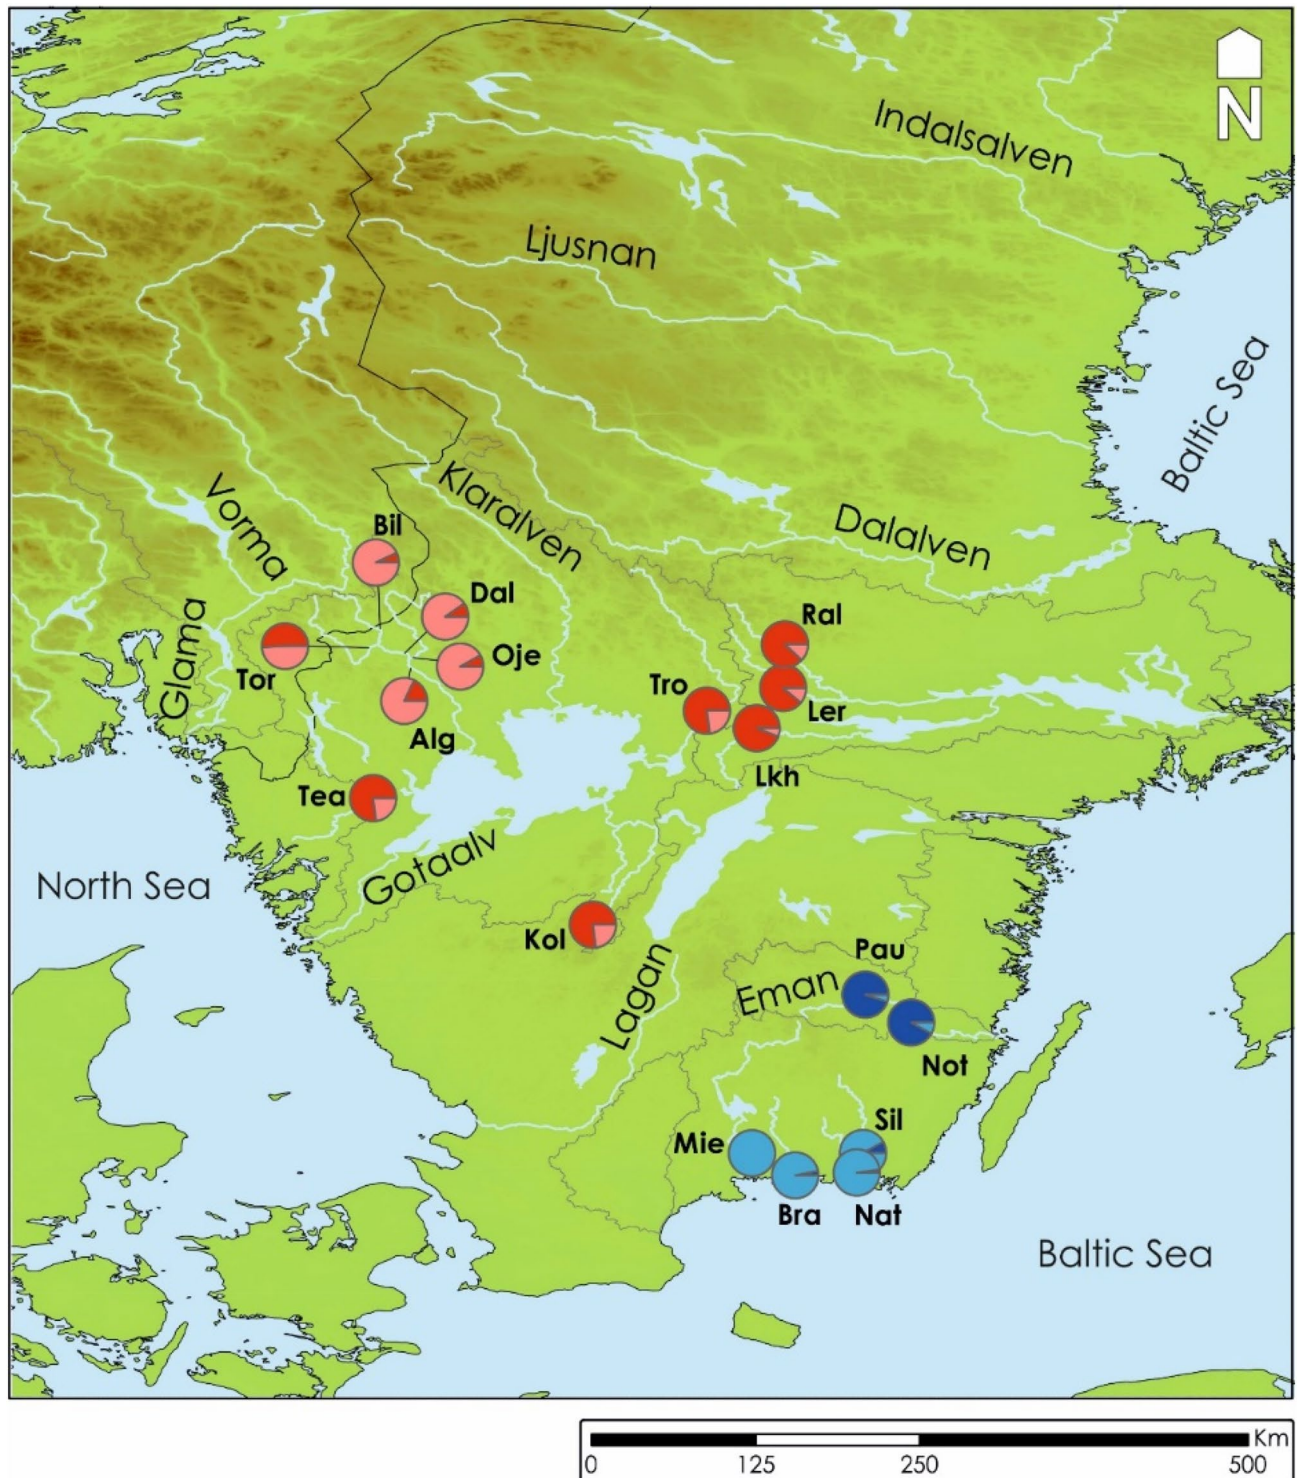 N
Indalsalven
Ljusnan
Baltic Sea
Klaralven
Vorma
Bil
Dalalven
Dal
Glama
Ral
Oje
Tor
Tro
Ler
Alg
Lkh
Tea
Gotaalv
North Sea
Kol
Pau
Lagan
Eman
Not
Sil
Mie
Bra
Nat
Baltic Sea
Km
0 125 250 500